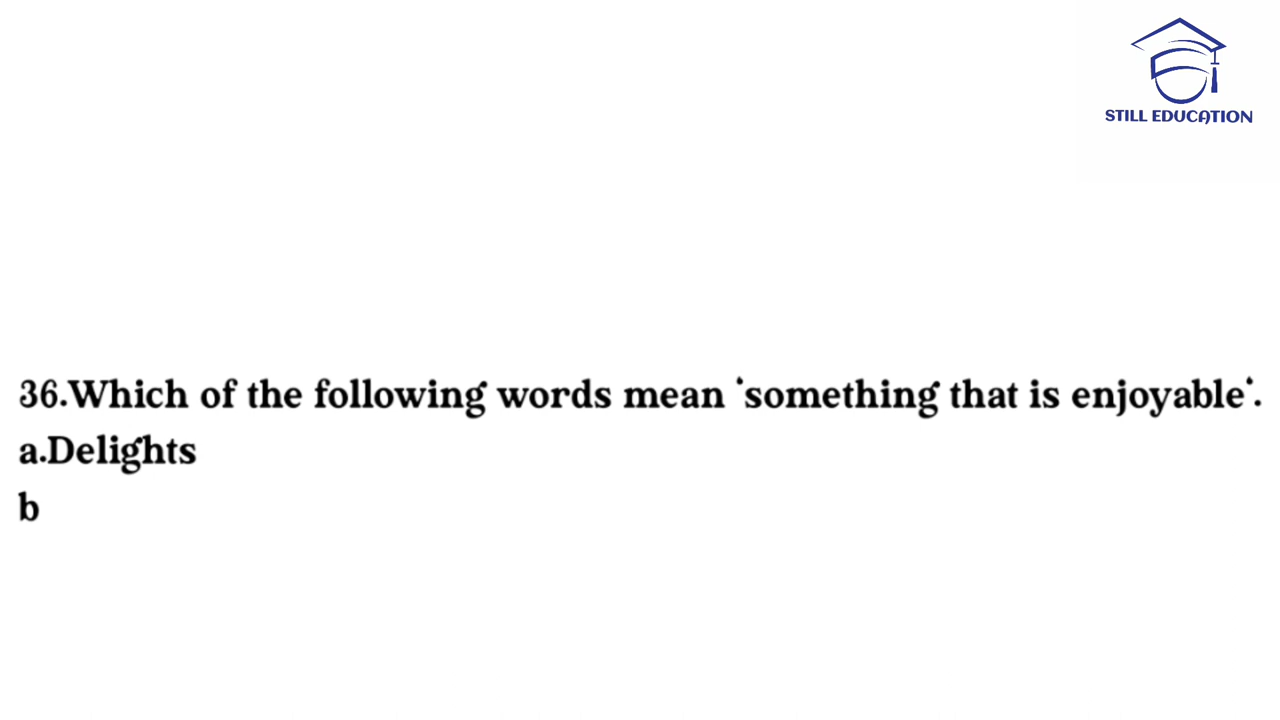 STILL EDUCATION
36.Which of the following words mean ‘something that is enjoyable‘.
a.Delights
b